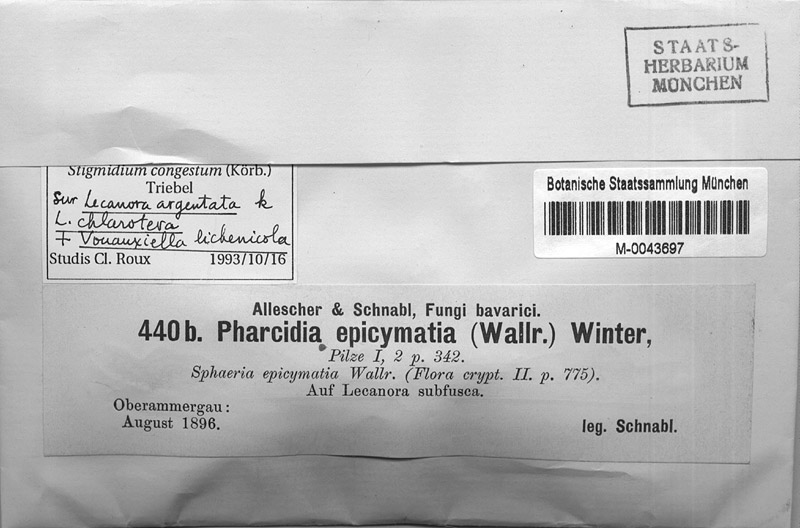 STAATS-
HERBARIUM
MÜNCHEN
Stigmidium congestum (Körb.)
Triebel
Sur Lecanora argentata &
L. chlarotera
+ Vouauxiella lichenicola
Studis Cl. Roux 1993/10/16
Botanische Staatssammlung München
M-0043697
Allescher & Schnabl, Fungi bavarici.
440b. Pharcidia epicymatia (Wallr.) Winter,
Pilze I, 2 p. 342.
Sphaeria epicymatia Wallr. (Flora crypt. II. p. 775).
Auf Lecanora subfusca.
Oberammergau:
August 1896.
leg. Schnabl.